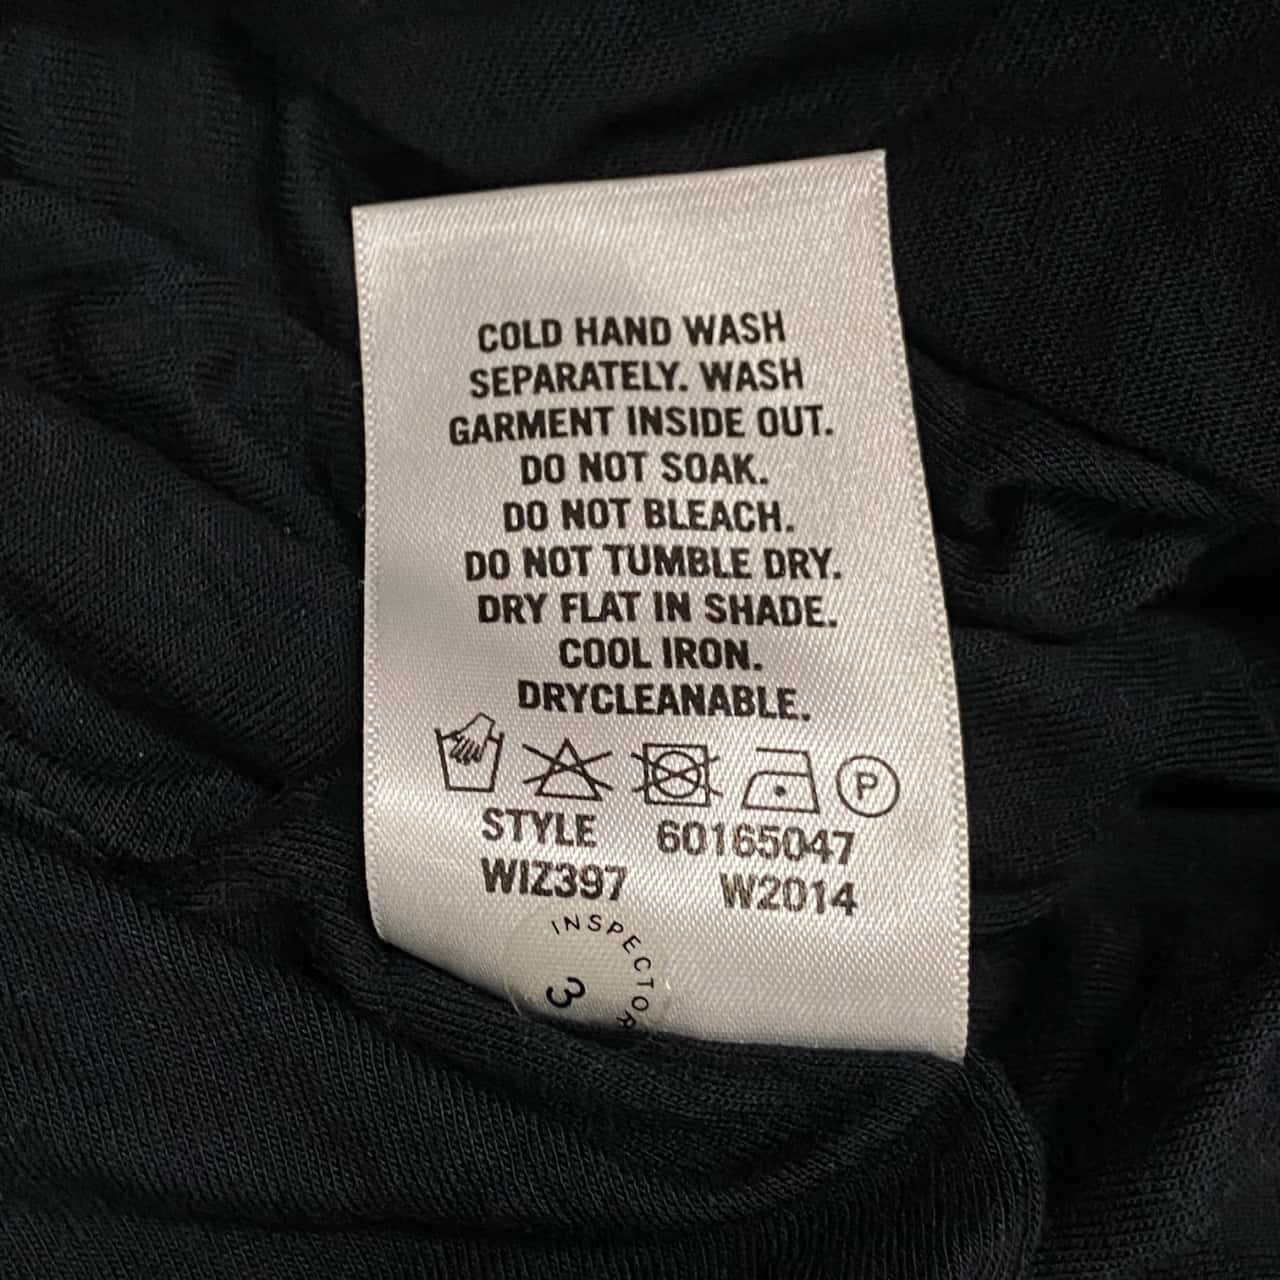 COLD HAND WASH
SEPARATELY. WASH
GARMENT INSIDE OUT.
DO NOT SOAK.
DO NOT BLEACH.
DO NOT TUMBLE DRY.
DRY FLAT IN SHADE.
COOL IRON.
DRYCLEANABLE.
P
STYLE 60165047
WIZ397 W2014
INSPECTOR
3